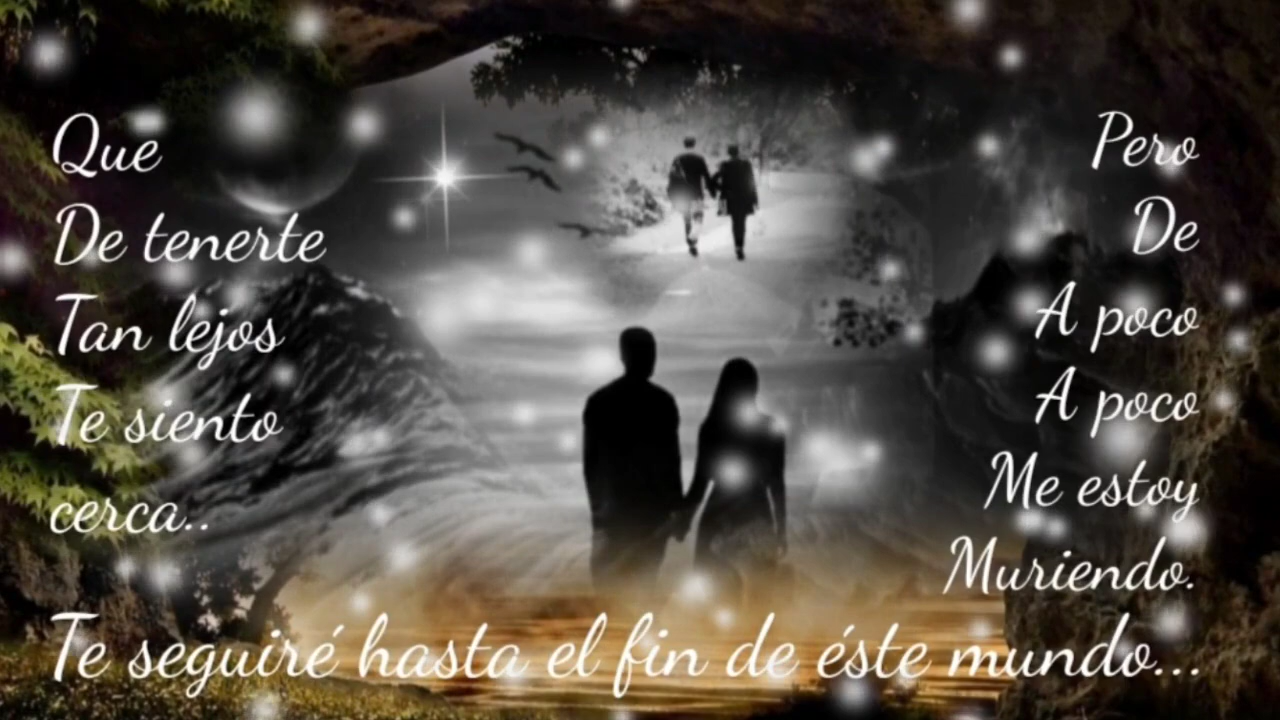 Que
De tenerte
Tan lejos
Te siento
cerca..
Pero
De
A poco
A poco
Me estoy
Muriendo.
Te seguiré hasta el fin de éste mundo...